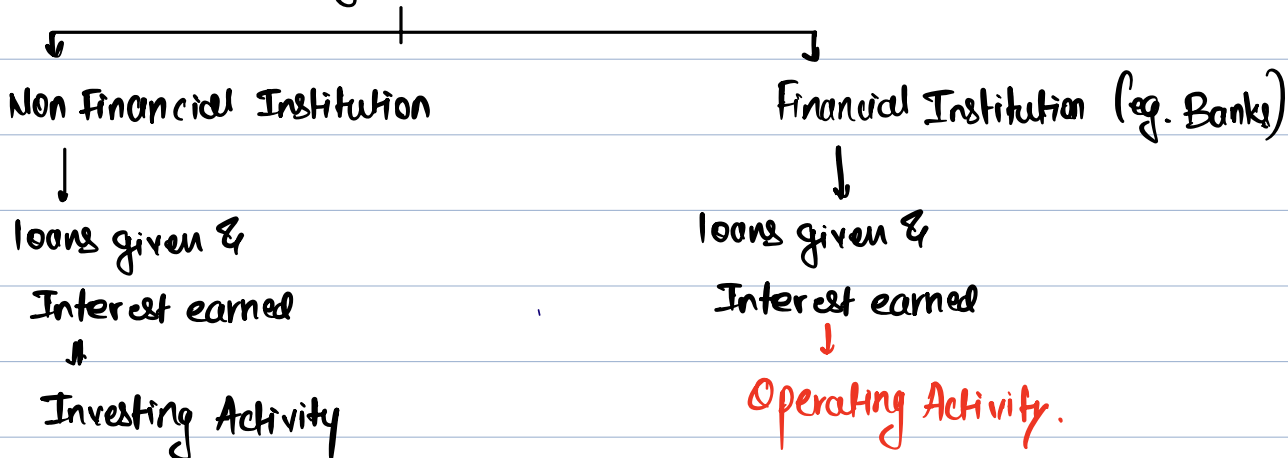 Non Financial Institution
Financial Institution (eg. Banks)
loans given &
loans given &
Interest earned
Interest earned
Investing Activity
Operating Activity.